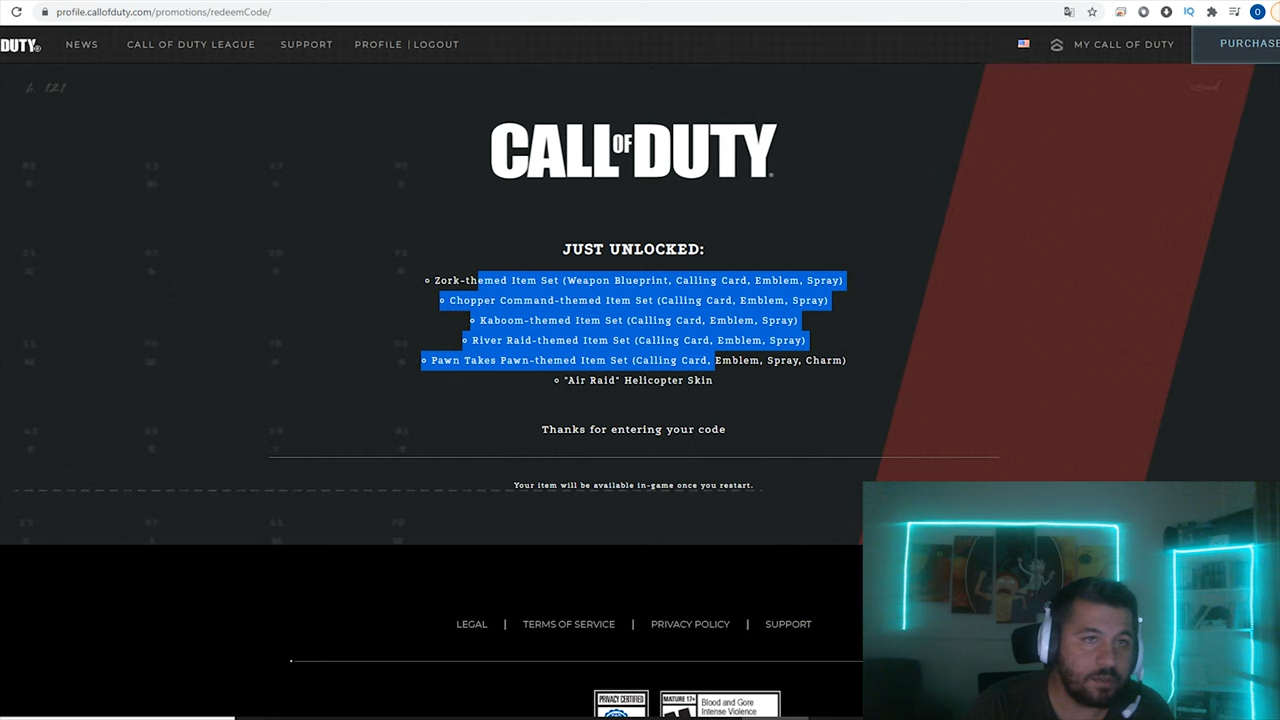 profile.callofduty.com/promotions/redeemCode/
DUTY® NEWS CALL OF DUTY LEAGUE SUPPORT PROFILE | LOGOUT MY CALL OF DUTY PURCHASE
CALL OF DUTY
JUST UNLOCKED:
Zork-themed Item Set (Weapon Blueprint, Calling Card, Emblem, Spray)
Chopper Command-themed Item Set (Calling Card, Emblem, Spray)
Kaboom-themed Item Set (Calling Card, Emblem, Spray)
River Raid-themed Item Set (Calling Card, Emblem, Spray)
Pawn Takes Pawn-themed Item Set (Calling Card, Emblem, Spray, Charm)
"Air Raid" Helicopter Skin
Thanks for entering your code
Your item will be available in-game once you restart.
LEGAL | TERMS OF SERVICE | PRIVACY POLICY | SUPPORT
PRIVACY CERTIFIED
MATURE 17+
Blood and Gore
Intense Violence